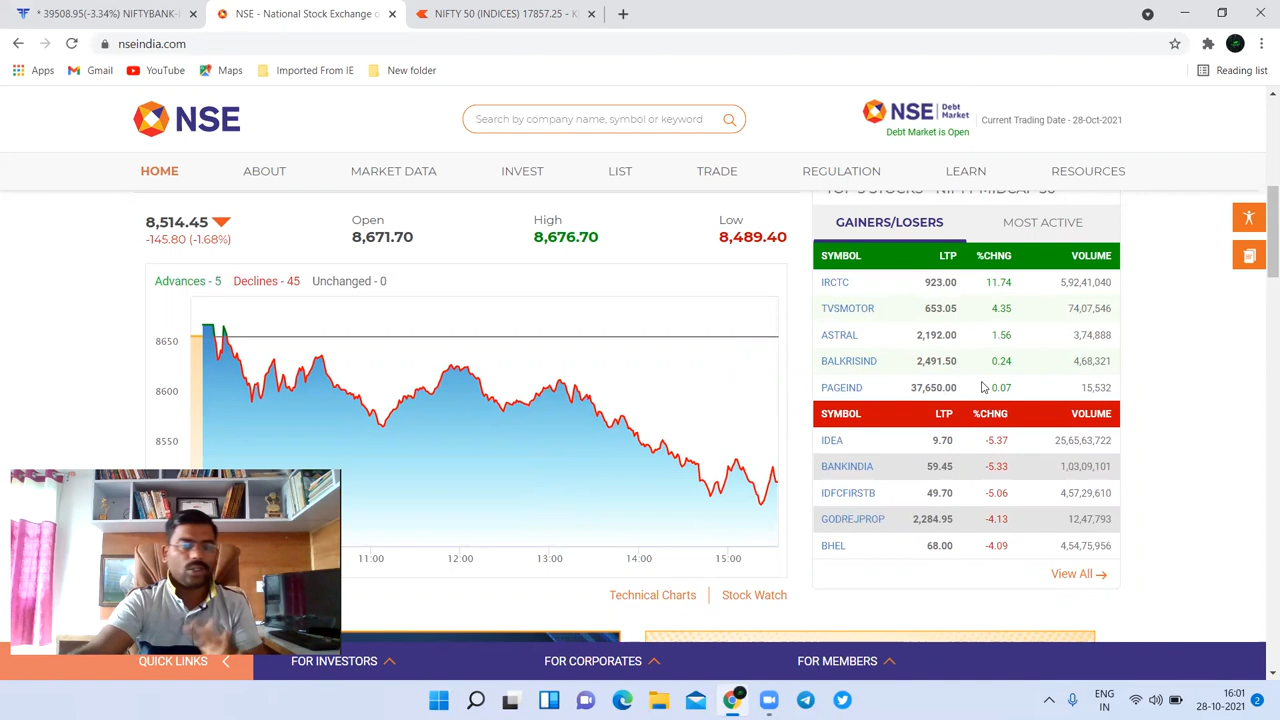 * 39508.95(-3.34%) NIFTYBANK-
NSE - National Stock Exchange o
NIFTY 50 (INDICES) 17857.25 -
nseindia.com
Apps
Gmail
YouTube
Maps
Imported From IE
New folder
Reading list
NSE
Search by company name, symbol or keyword
NSE Debt Market
Debt Market is Open
Current Trading Date - 28-Oct-2021
HOME
ABOUT
MARKET DATA
INVEST
LIST
TRADE
REGULATION
LEARN
RESOURCES
8,514.45
-145.80 (-1.68%)
Open
8,671.70
High
8,676.70
Low
8,489.40
Advances - 5 Declines - 45 Unchanged - 0
8650
8600
8550
11:00 12:00 13:00 14:00 15:00
Technical Charts
Stock Watch
TOP 5 STOCKS - NIFTY MIDCAP 50
GAINERS/LOSERS
MOST ACTIVE
SYMBOL LTP %CHNG VOLUME
IRCTC 923.00 11.74 5,92,41,040
TVSMOTOR 653.05 4.35 74,07,546
ASTRAL 2,192.00 1.56 3,74,888
BALKRISIND 2,491.50 0.24 4,68,321
PAGEIND 37,650.00 0.07 15,532
SYMBOL LTP %CHNG VOLUME
IDEA 9.70 -5.37 25,65,63,722
BANKINDIA 59.45 -5.33 1,03,09,101
IDFCFIRSTB 49.70 -5.06 4,57,29,610
GODREJPROP 2,284.95 -4.13 12,47,793
BHEL 68.00 -4.09 4,54,75,956
View All
QUICK LINKS
FOR INVESTORS
FOR CORPORATES
FOR MEMBERS
ENG
IN
16:01
28-10-2021
2